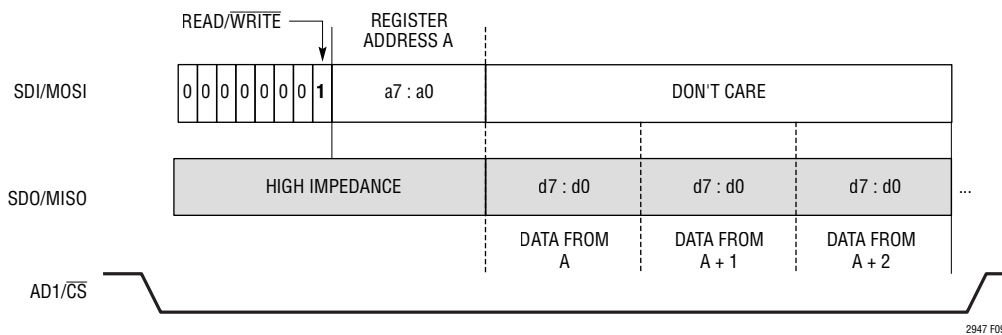 READ/WRITE
REGISTER
ADDRESS A
SDI/MOSI
0 0 0 0 0 0 0 1
a7 : a0
DON'T CARE
SDO/MISO
HIGH IMPEDANCE
d7 : d0
d7 : d0
d7 : d0
...
DATA FROM
A
DATA FROM
A + 1
DATA FROM
A + 2
AD1/CS
2947 F09